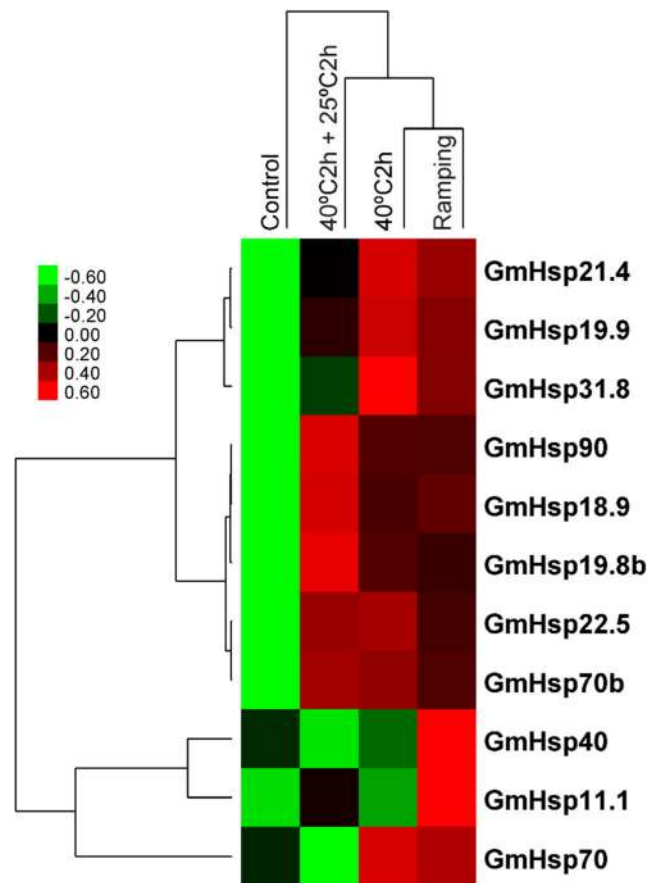 Control
40ºC2h + 25ºC2h
40ºC2h
Ramping
-0.60
-0.40
-0.20
0.00
0.20
0.40
0.60
GmHsp21.4
GmHsp19.9
GmHsp31.8
GmHsp90
GmHsp18.9
GmHsp19.8b
GmHsp22.5
GmHsp70b
GmHsp40
GmHsp11.1
GmHsp70